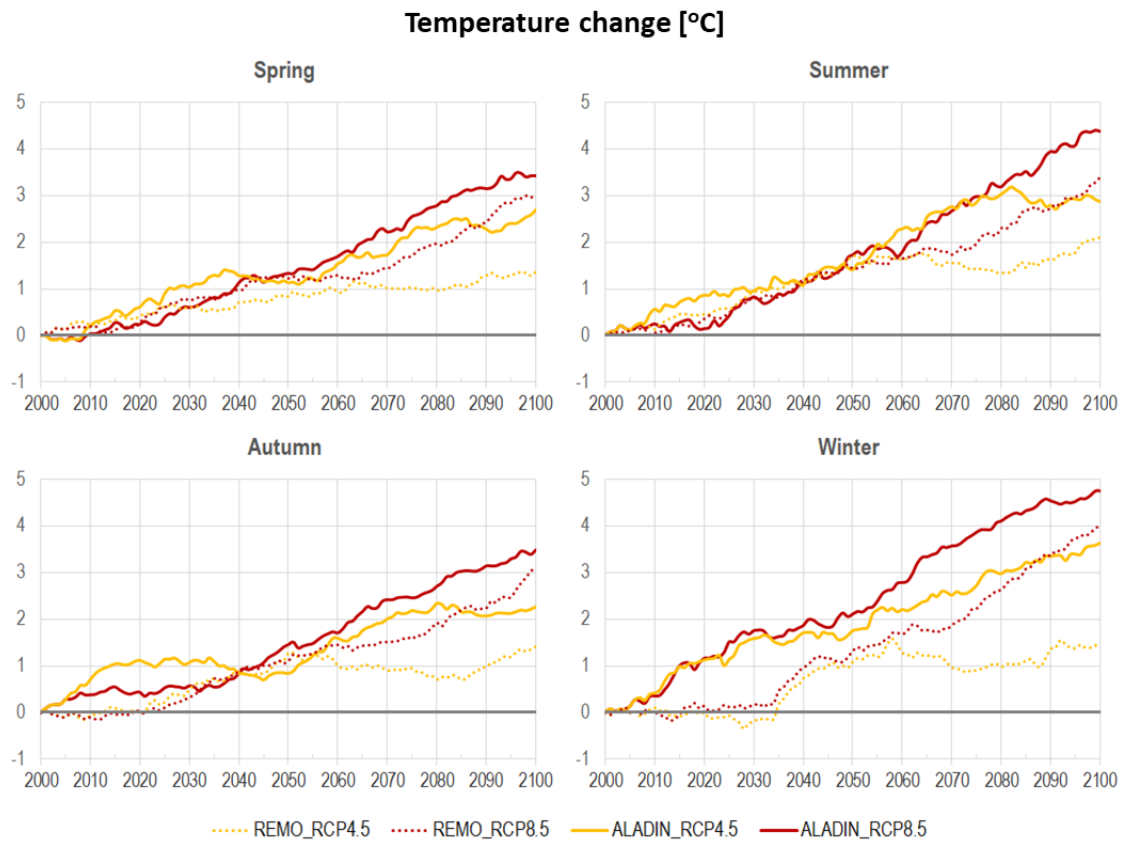 Temperature change [°C]
Spring
5
4
3
2
1
0
-1
2000 2010 2020 2030 2040 2050 2060 2070 2080 2090 2100
Summer
5
4
3
2
1
0
-1
2000 2010 2020 2030 2040 2050 2060 2070 2080 2090 2100
Autumn
5
4
3
2
1
0
-1
2000 2010 2020 2030 2040 2050 2060 2070 2080 2090 2100
Winter
5
4
3
2
1
0
-1
2000 2010 2020 2030 2040 2050 2060 2070 2080 2090 2100
REMO_RCP4.5 REMO_RCP8.5 ALADIN_RCP4.5 ALADIN_RCP8.5